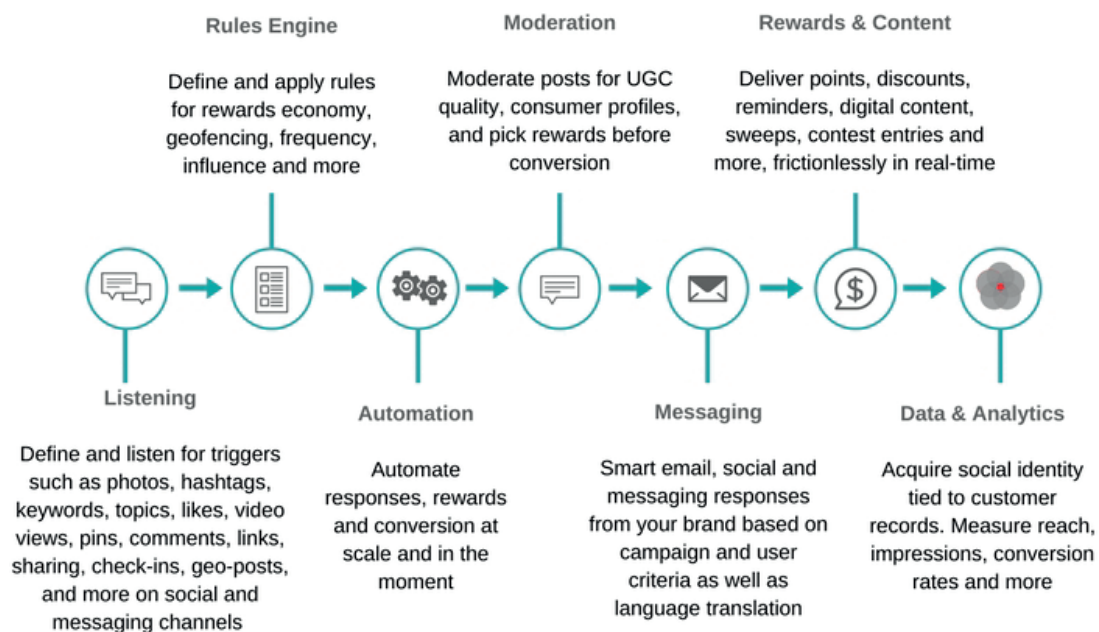 Rules Engine
Define and apply rules
for rewards economy,
geofencing, frequency,
influence and more
Moderation
Moderate posts for UGC
quality, consumer profiles,
and pick rewards before
conversion
Rewards & Content
Deliver points, discounts,
reminders, digital content,
sweeps, contest entries and
more, frictionlessly in real-time
$
Listening
Define and listen for triggers
such as photos, hashtags,
keywords, topics, likes, video
views, pins, comments, links,
sharing, check-ins, geo-posts,
and more on social and
messaging channels
Automation
Automate
responses, rewards
and conversion at
scale and in the
moment
Messaging
Smart email, social and
messaging responses
from your brand based on
campaign and user
criteria as well as
language translation
Data & Analytics
Acquire social identity
tied to customer
records. Measure reach,
impressions, conversion
rates and more